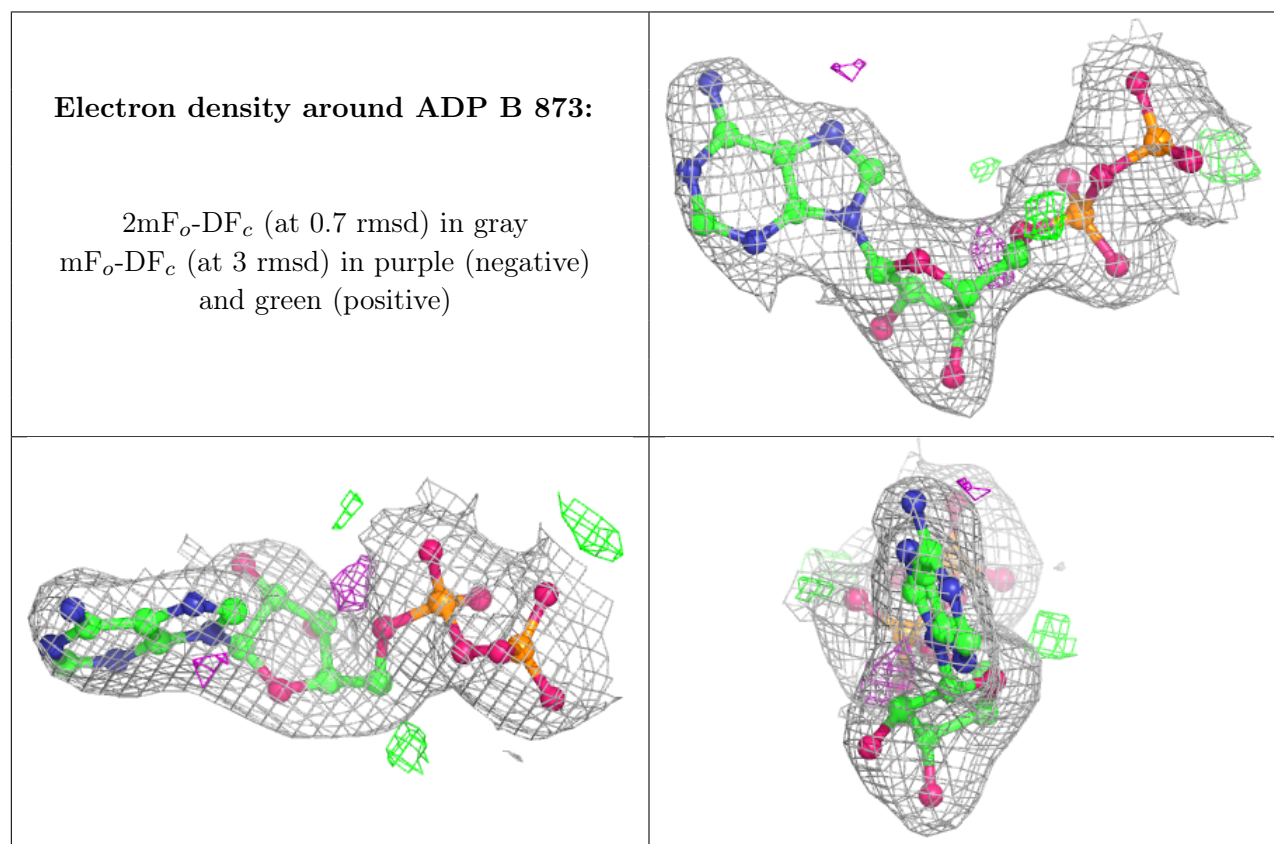 Electron density around ADP B 873:
2mFo-DFc (at 0.7 rmsd) in gray
mFo-DFc (at 3 rmsd) in purple (negative)
and green (positive)